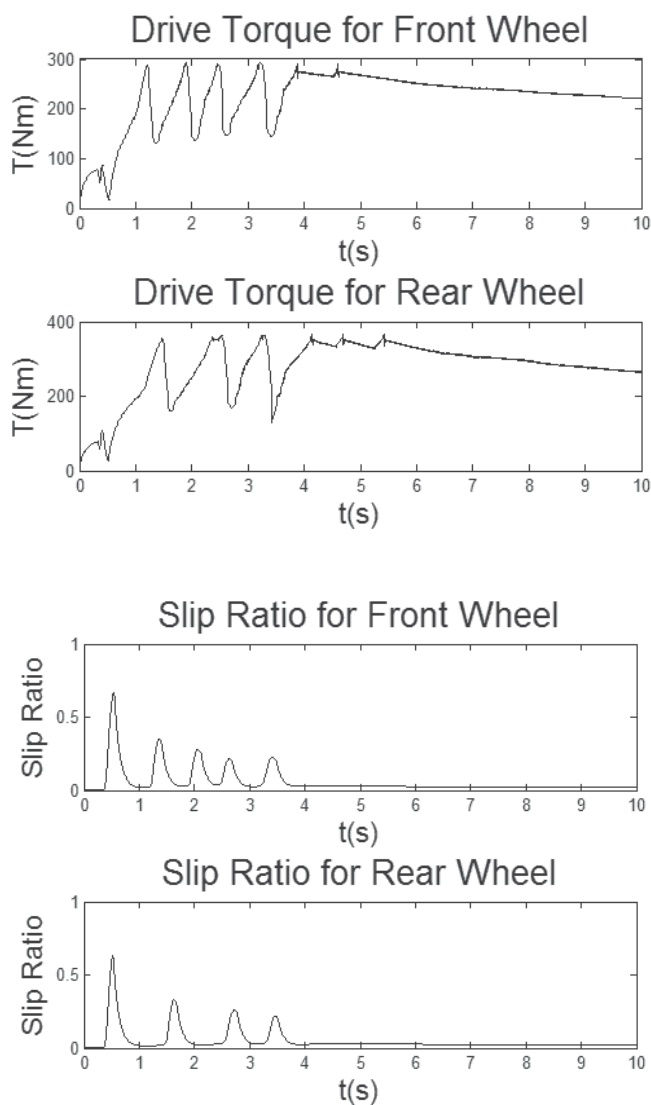 Drive Torque for Front Wheel
300
200
100
0
T(Nm)
0 1 2 3 4 5 6 7 8 9 10
t(s)
Drive Torque for Rear Wheel
400
200
0
T(Nm)
0 1 2 3 4 5 6 7 8 9 10
t(s)
Slip Ratio for Front Wheel
1
0.5
0
Slip Ratio
0 1 2 3 4 5 6 7 8 9 10
t(s)
Slip Ratio for Rear Wheel
1
0.5
0
Slip Ratio
0 1 2 3 4 5 6 7 8 9 10
t(s)